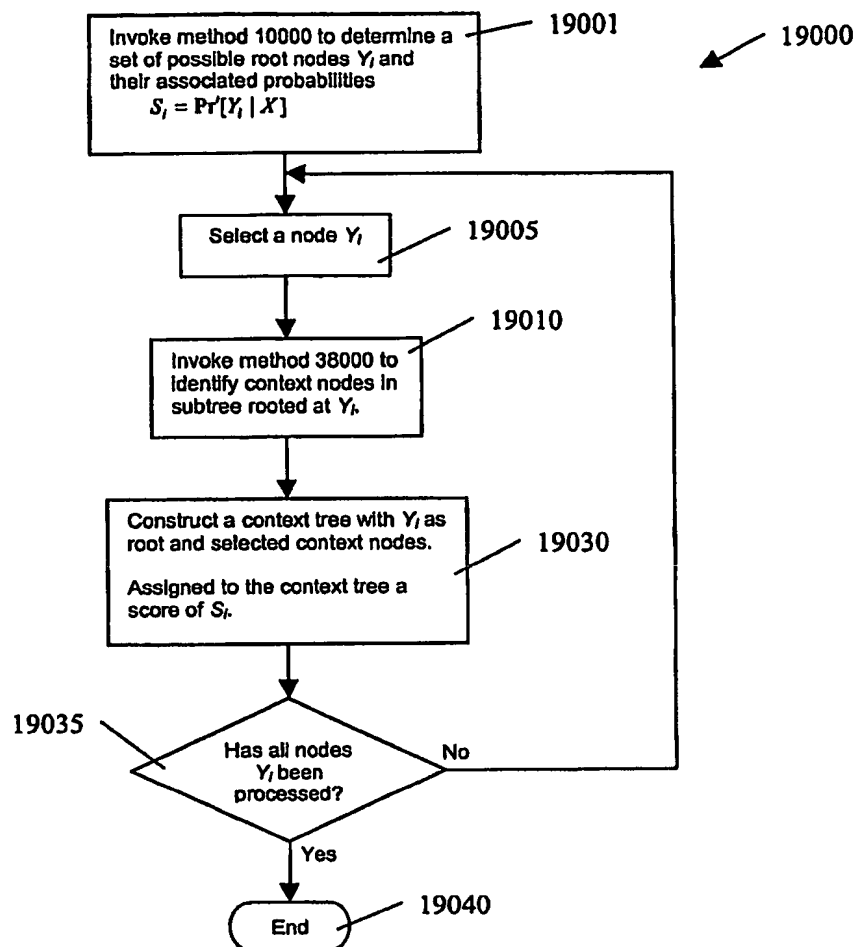 Invoke method 10000 to determine a
set of possible root nodes Yi and
their associated probabilities
Si = Pr'[Yi | X]
19001
19000
Select a node Yi
19005
19010
Invoke method 38000 to
identify context nodes in
subtree rooted at Yi.
Construct a context tree with Yi as
root and selected context nodes.
Assigned to the context tree a
score of Si.
19030
19035
Has all nodes
Yi been
processed?
No
Yes
End
19040